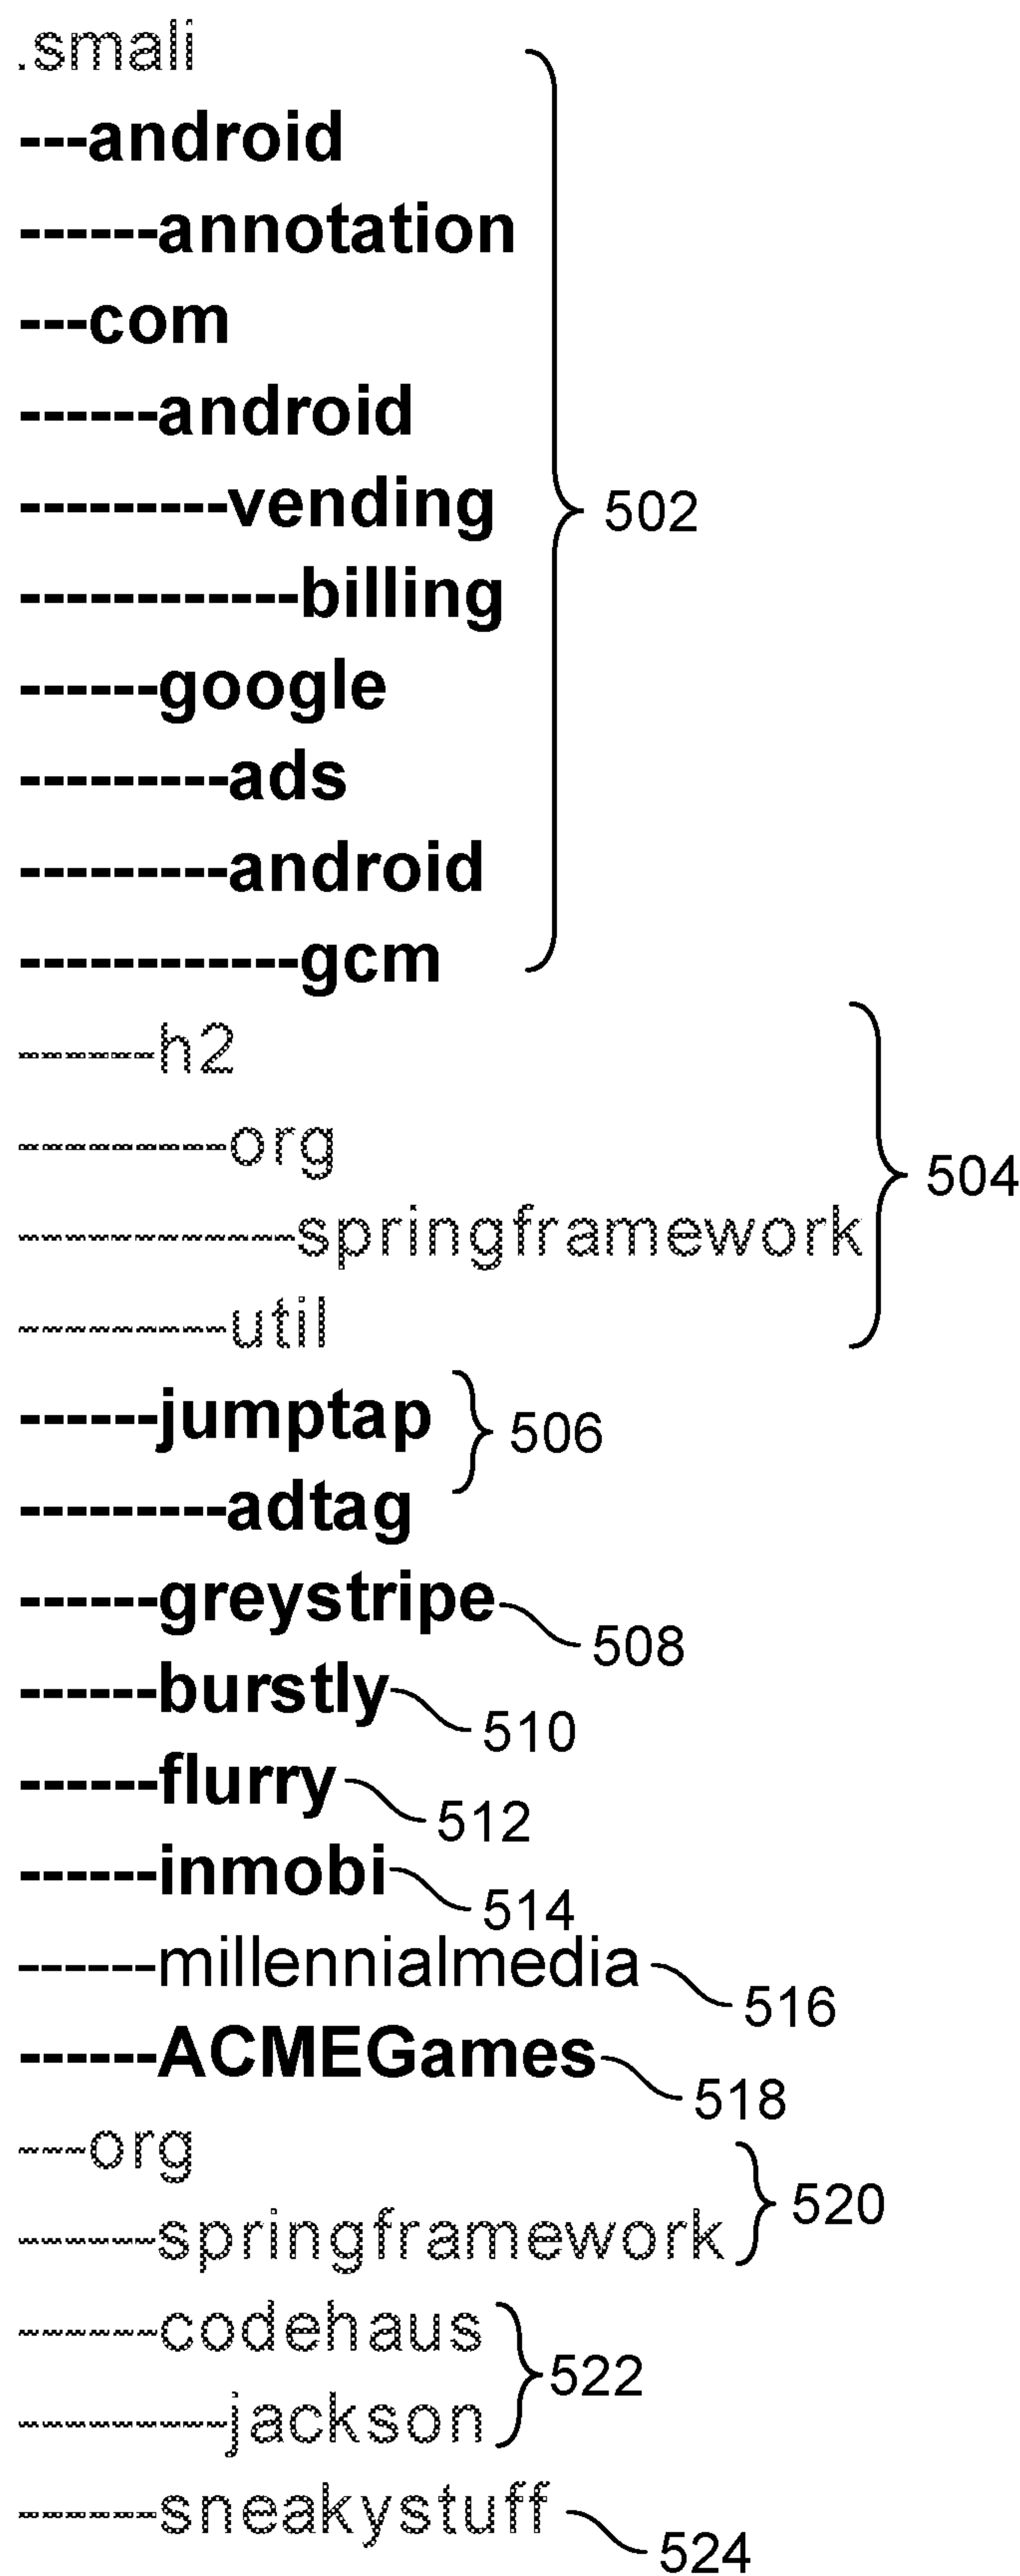 .smali
---android
------annotation
---com
------android
---------vending 502
------------billing
------google
---------ads
---------android
------------gcm
------h2
---------org 504
------------springframework
---------util
------jumptap 506
---------adtag
------greystripe 508
------burstly 510
------flurry 512
------inmobi 514
------millennialmedia 516
------ACMEGames 518
---org
------springframework 520
------codehaus 522
---------jackson
------sneakystuff 524